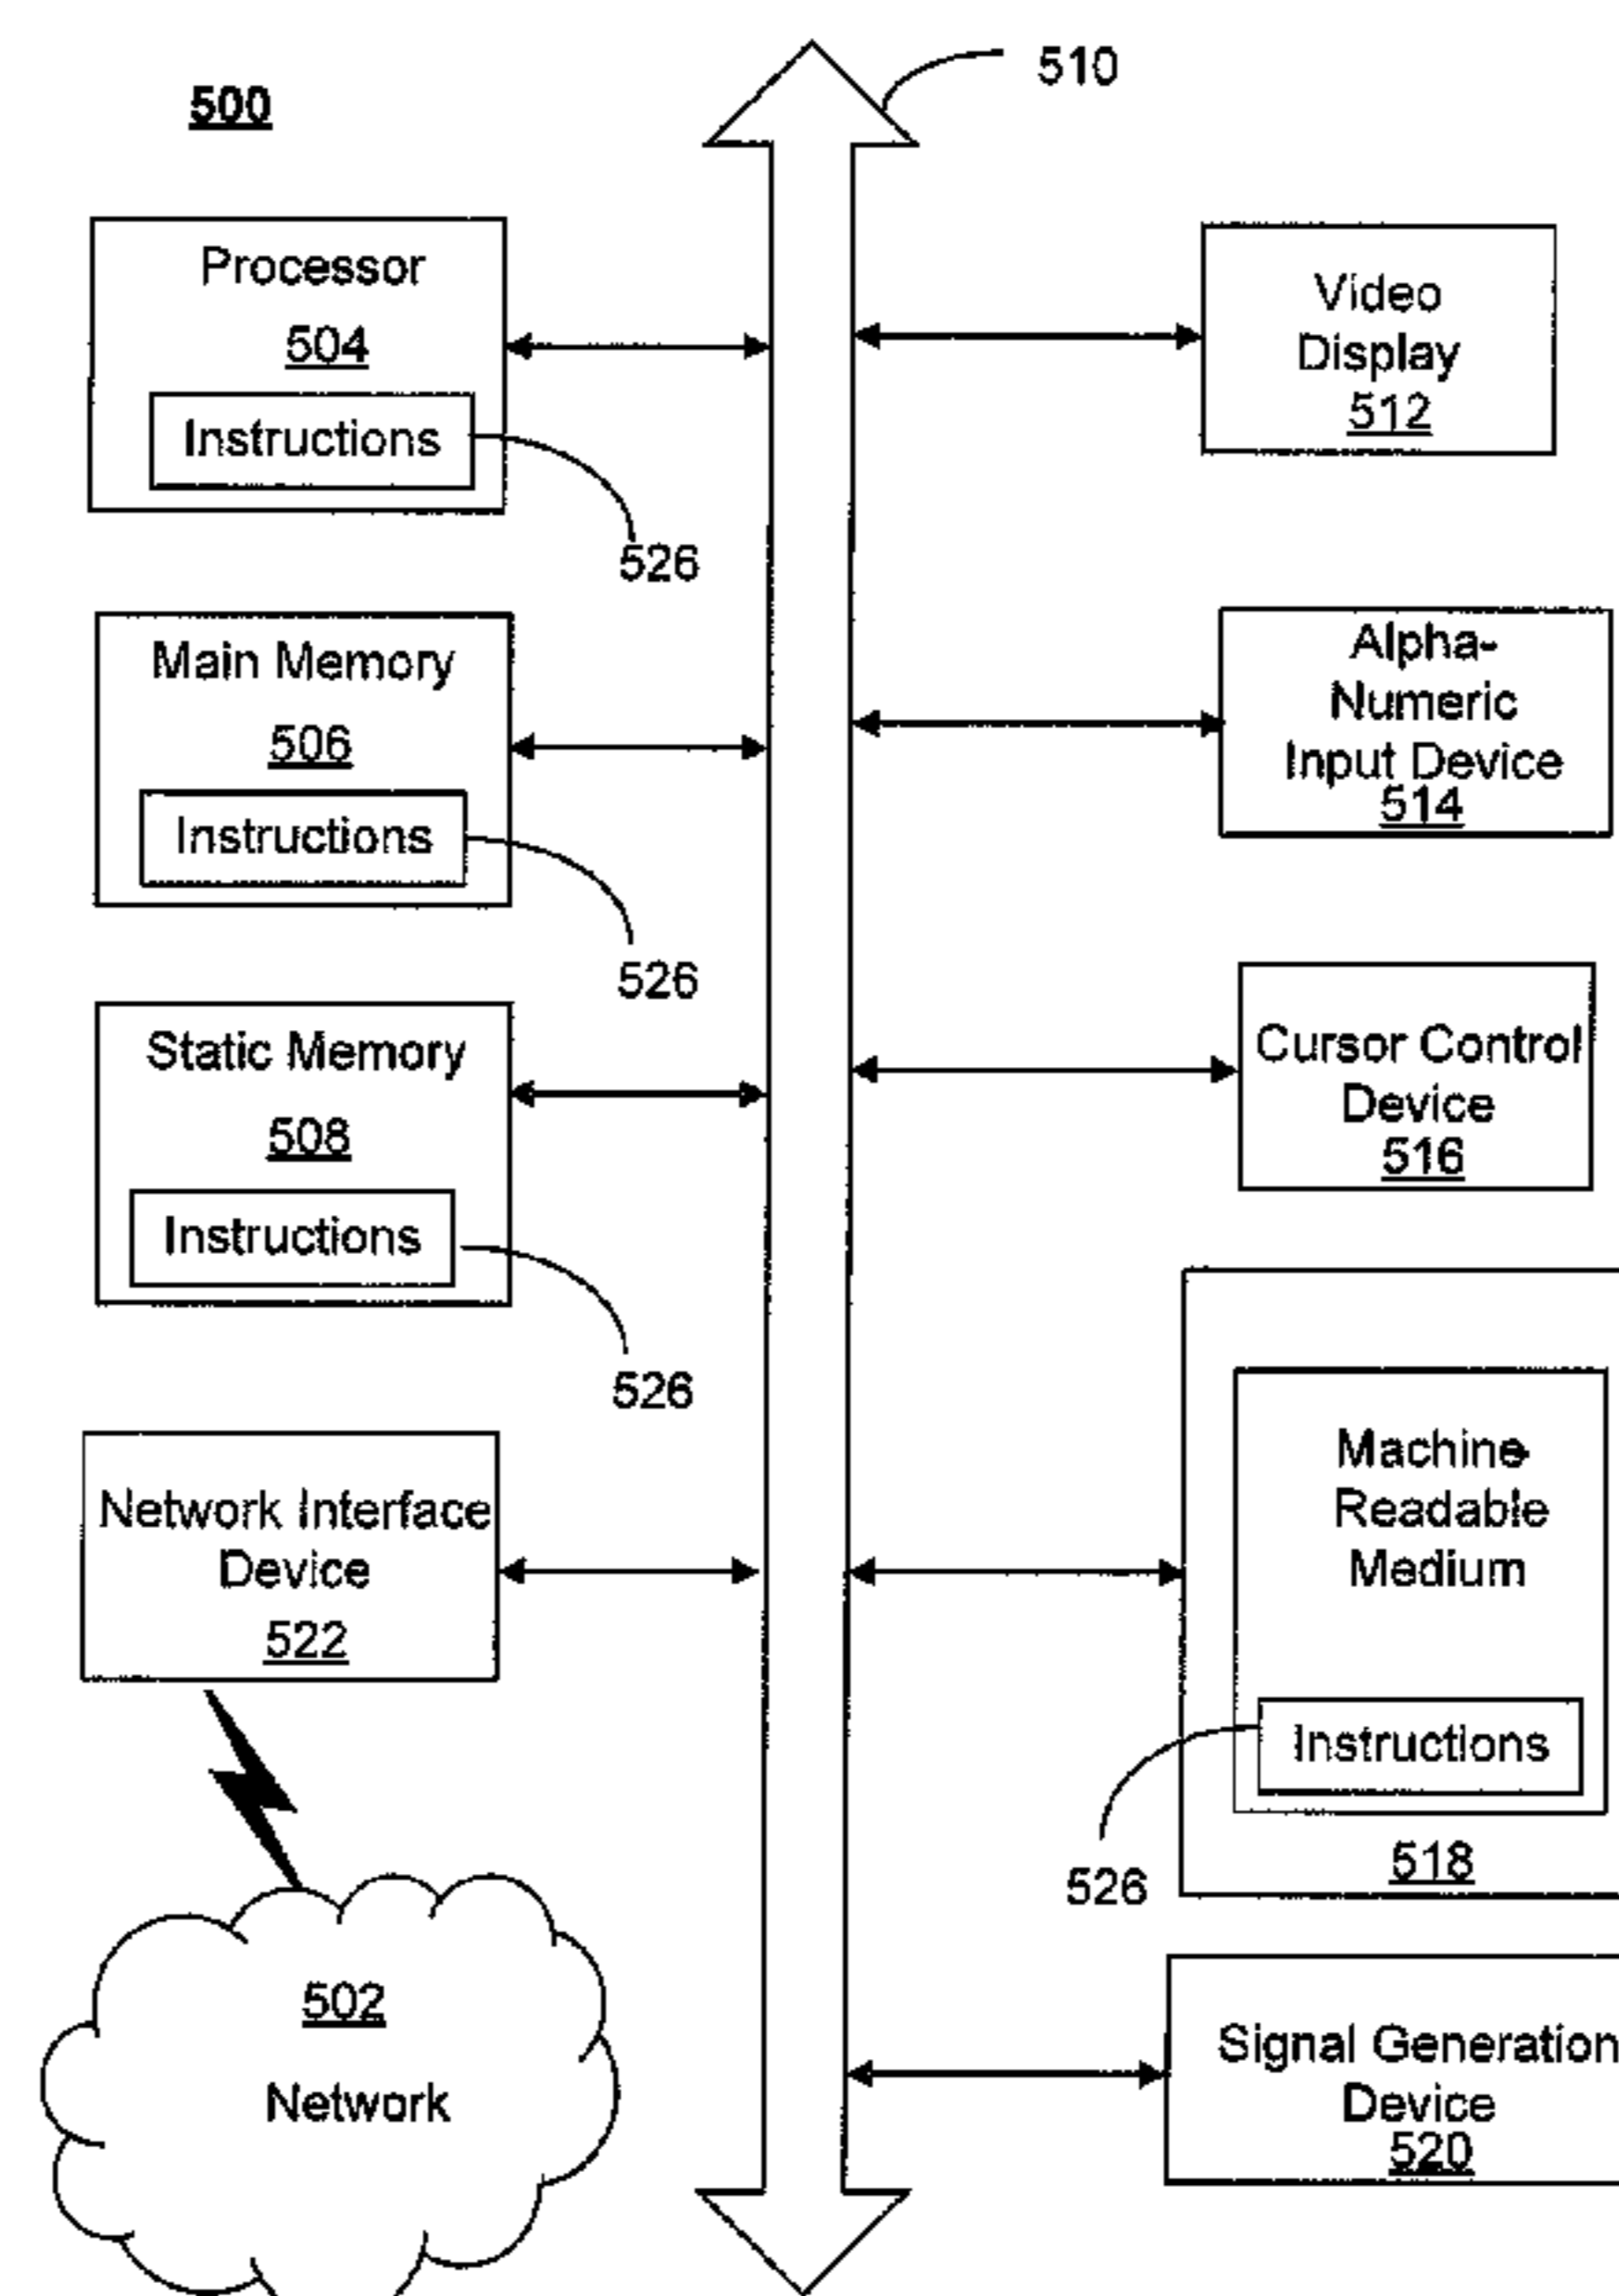 500
510
Processor
504
Instructions
526
Main Memory
506
Instructions
526
Static Memory
508
Instructions
526
Network Interface
Device
522
502
Network
Video
Display
512
Alpha-
Numeric
Input Device
514
Cursor Control
Device
516
Machine
Readable
Medium
Instructions
526
518
Signal Generation
Device
520